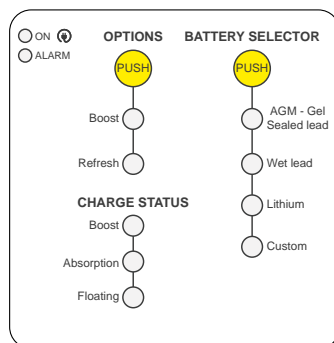 ON
ALARM
OPTIONS
PUSH
Boost
Refresh
CHARGE STATUS
Boost
Absorption
Floating
BATTERY SELECTOR
PUSH
AGM - Gel
Sealed lead
Wet lead
Lithium
Custom